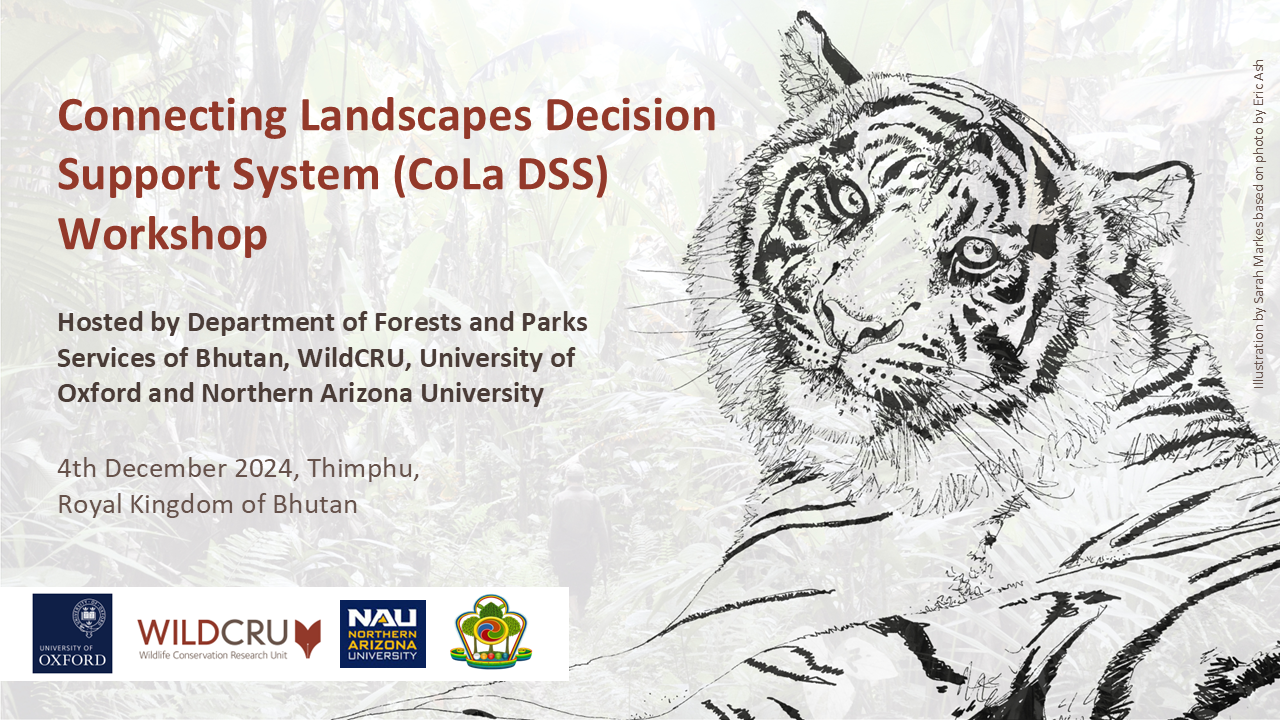 Connecting Landscapes Decision
Support System (CoLa DSS)
Workshop
Hosted by Department of Forests and Parks
Services of Bhutan, WildCRU, University of
Oxford and Northern Arizona University
4th December 2024, Thimphu,
Royal Kingdom of Bhutan
UNIVERSITY OF
OXFORD
WILDCRU
Wildlife Conservation Research Unit
NAU
NORTHERN
ARIZONA
UNIVERSITY
Illustration by Sarah Markes based on photo by Eric Ash